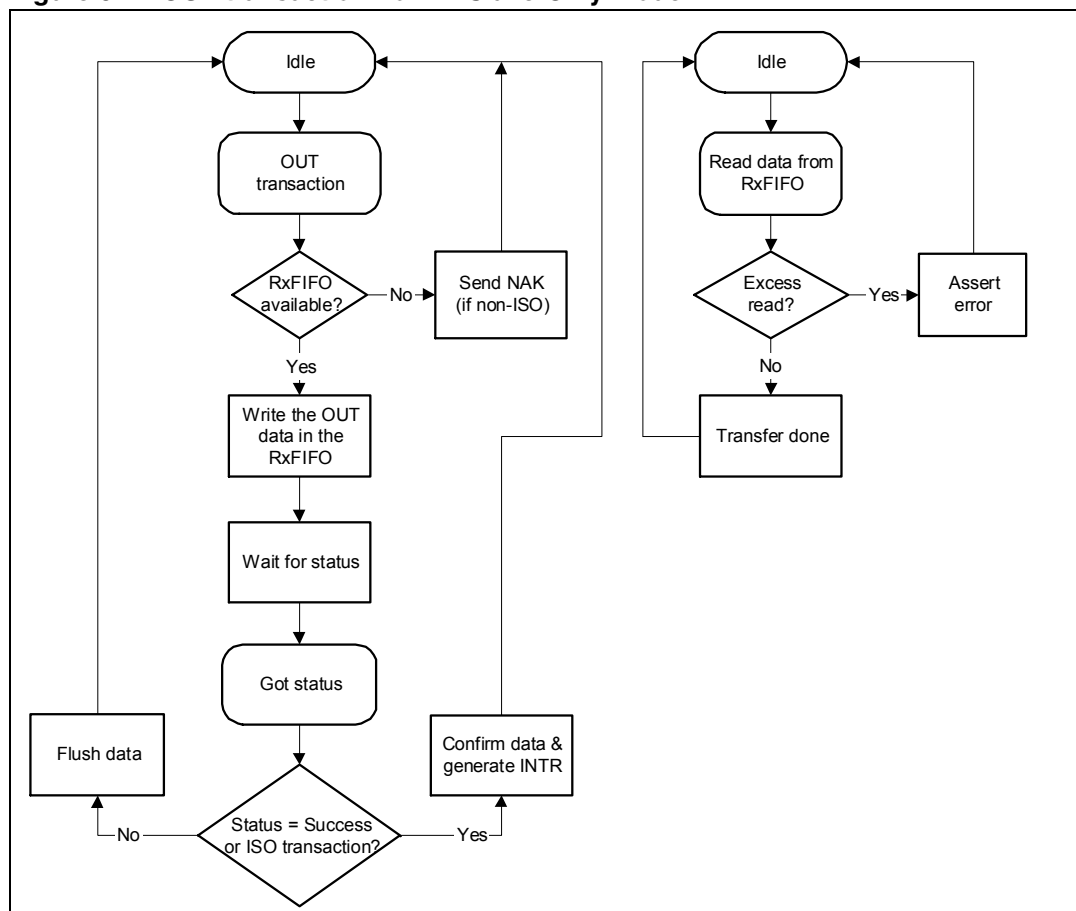 Idle
OUT
transaction
RxFIFO
available?
No
Send NAK
(if non-ISO)
Yes
Write the OUT
data in the
RxFIFO
Wait for status
Got status
Flush data
Confirm data &
generate INTR
Status = Success
or ISO transaction?
No
Yes
Idle
Read data from
RxFIFO
Excess
read?
Yes
Assert
error
No
Transfer done